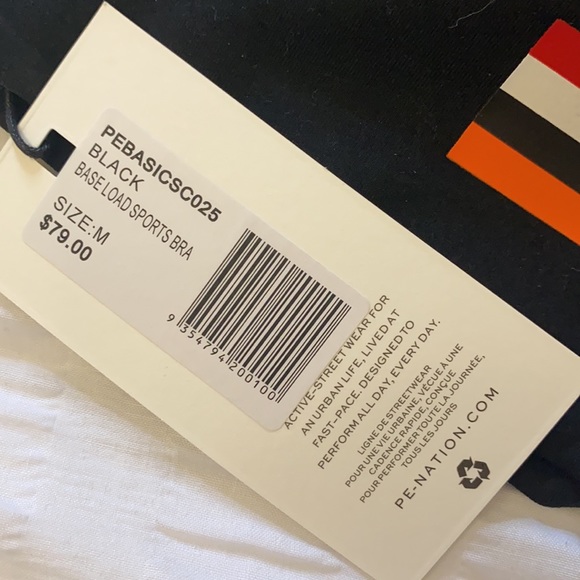 PEBASICSC025
BLACK
BASE LOAD SPORTS BRA
SIZE:M
$79.00
9 354794 200100
ACTIVE-STREETWEAR FOR
AN URBAN LIFE, LIVED AT
FAST-PACE. DESIGNED TO
PERFORM ALL DAY, EVERY DAY.
LIGNE DE STREETWEAR
POUR UNE VIE URBAINE, VÉCUE À UNE
CADENCE RAPIDE, CONÇUE
POUR PERFORMER TOUTE LA JOURNÉE,
TOUS LES JOURS
PE-NATION.COM